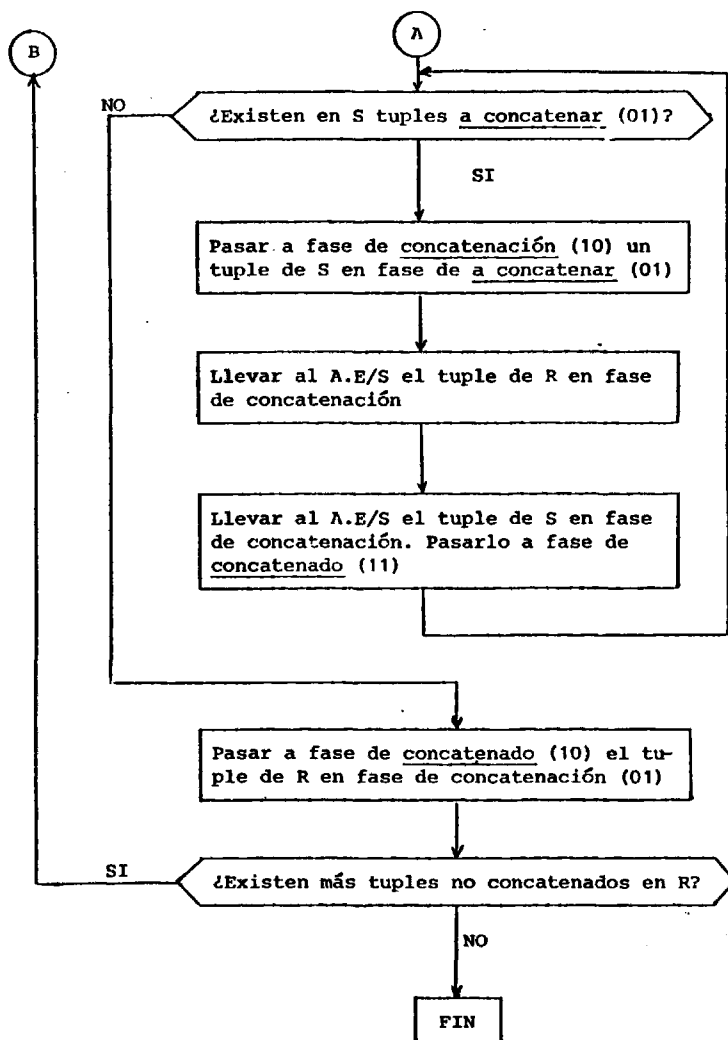 B
A
NO
¿Existen en S tuples a concatenar (01)?
SI
Pasar a fase de concatenación (10) un
tuple de S en fase de a concatenar (01)
Llevar al A.E/S el tuple de R en fase
de concatenación
Llevar al A.E/S el tuple de S en fase
de concatenación. Pasarlo a fase de
concatenado (11)
Pasar a fase de concatenado (10) el tu-
ple de R en fase de concatenación (01)
SI
¿Existen más tuples no concatenados en R?
NO
FIN